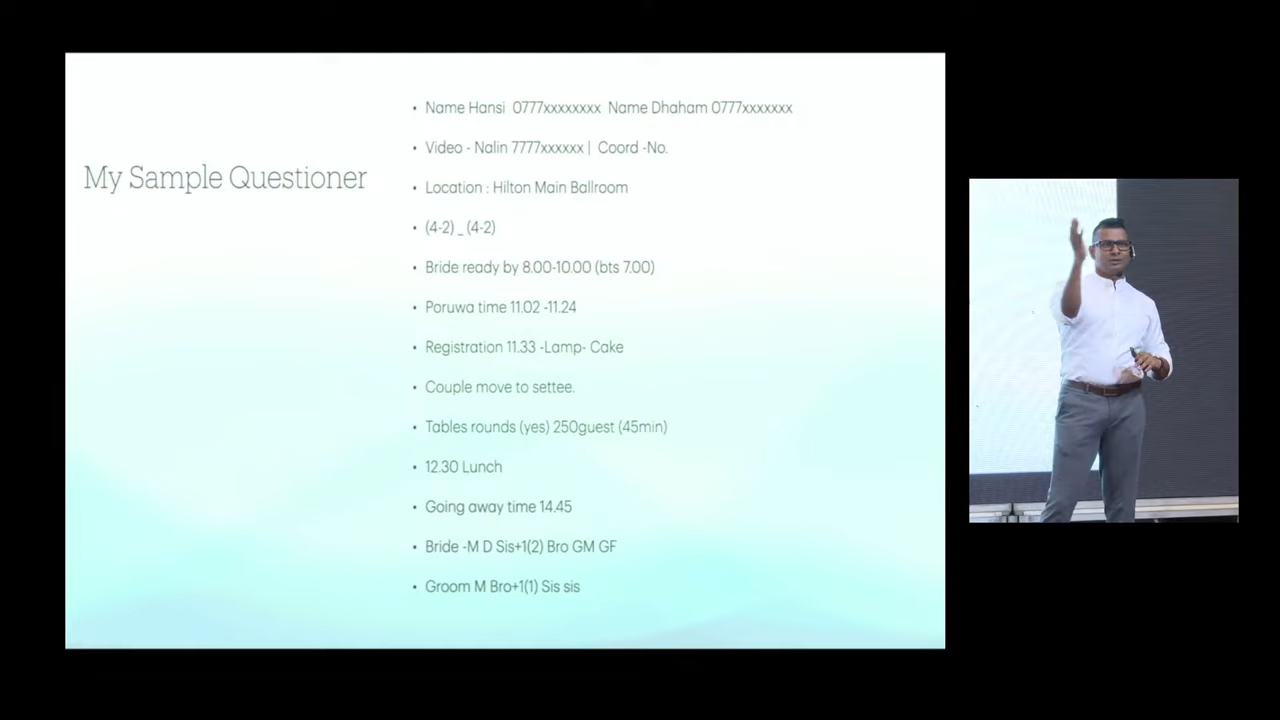 My Sample Questioner
• Name Hansi 0777xxxxxxxx Name Dhaham 0777xxxxxxx
• Video - Nalin 7777xxxxxx | Coord -No.
• Location : Hilton Main Ballroom
• (4-2) _ (4-2)
• Bride ready by 8.00-10.00 (bts 7.00)
• Poruwa time 11.02 -11.24
• Registration 11.33 -Lamp- Cake
• Couple move to settee.
• Tables rounds (yes) 250guest (45min)
• 12.30 Lunch
• Going away time 14.45
• Bride -M D Sis+1(2) Bro GM GF
• Groom M Bro+1(1) Sis sis